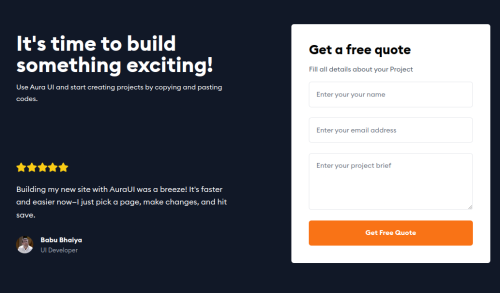 It's time to build
something exciting!
Use Aura UI and start creating projects by copying and pasting
codes.
Building my new site with AuraUI was a breeze! It's faster
and easier now—I just pick a page, make changes, and hit
save.
Babu Bhaiya
UI Developer
Get a free quote
Fill all details about your Project
Enter your your name
Enter your email address
Enter your project brief
Get Free Quote